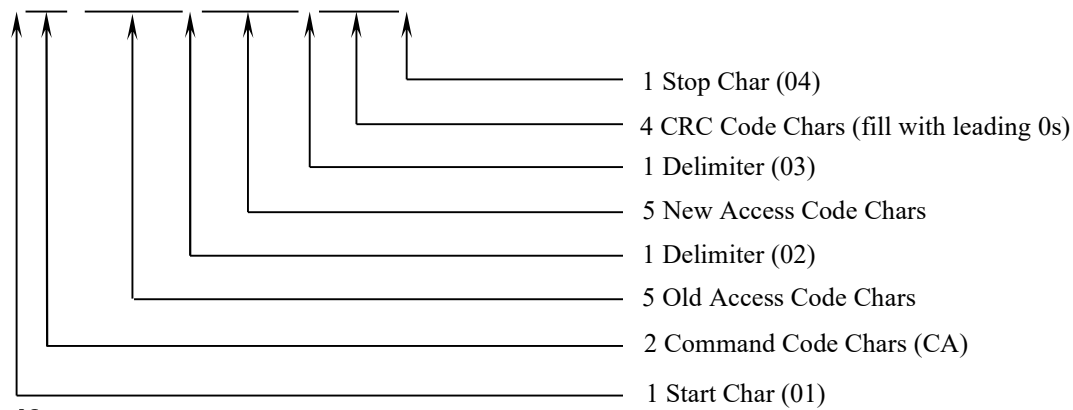 1 Stop Char (04)
4 CRC Code Chars (fill with leading 0s)
1 Delimiter (03)
5 New Access Code Chars
1 Delimiter (02)
5 Old Access Code Chars
2 Command Code Chars (CA)
1 Start Char (01)